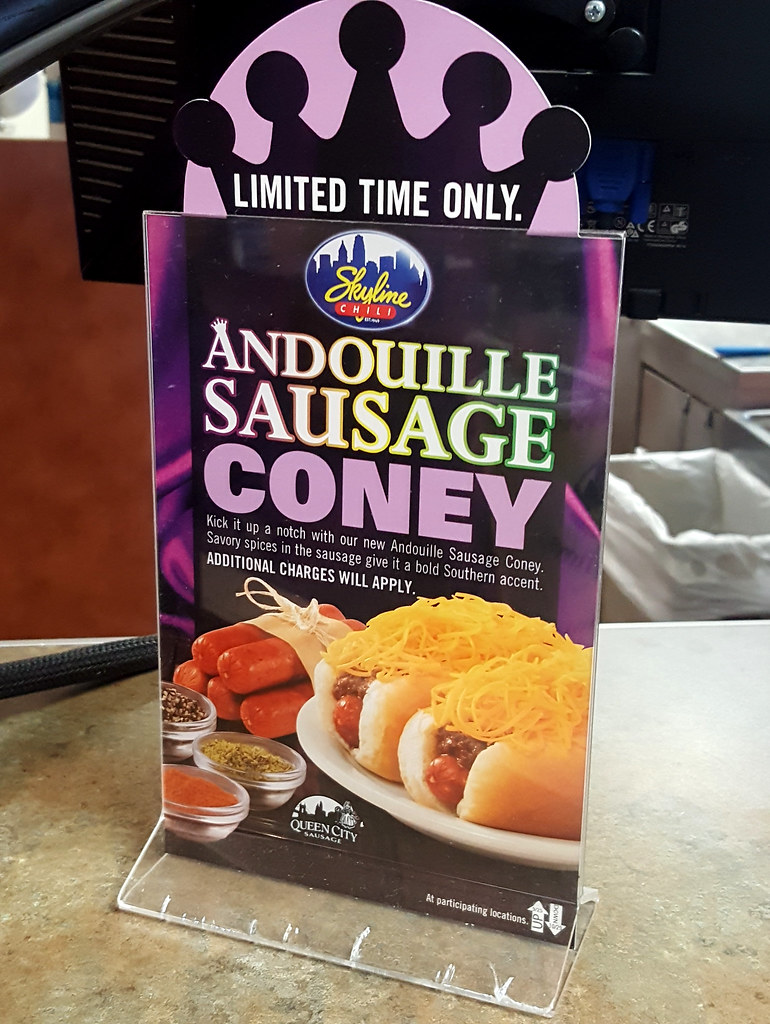 LIMITED TIME ONLY.
Skyline
CHILI
ANDOUILLE
SAUSAGE
CONEY
Kick it up a notch with our new Andouille Sausage Coney.
Savory spices in the sausage give it a bold Southern accent.
ADDITIONAL CHARGES WILL APPLY.
QUEEN CITY
SAUSAGE
At participating locations.
UP
DOWN